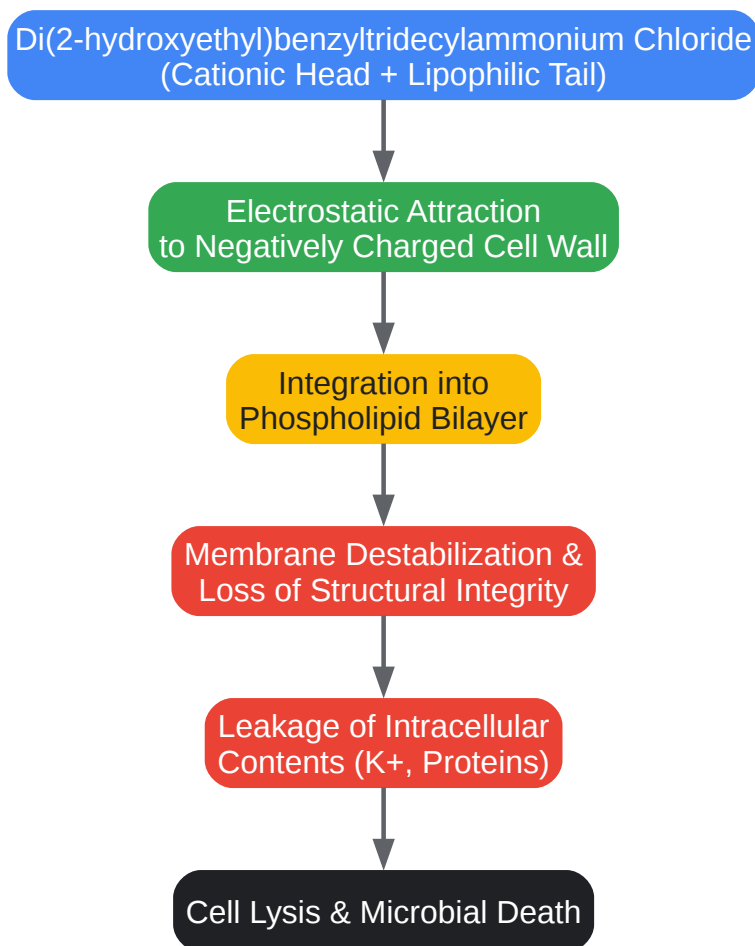 Di(2-hydroxyethyl)benzyltridecylammonium Chloride
(Cationic Head + Lipophilic Tail)
Electrostatic Attraction
to Negatively Charged Cell Wall
Integration into
Phospholipid Bilayer
Membrane Destabilization &
Loss of Structural Integrity
Leakage of Intracellular
Contents (K+, Proteins)
Cell Lysis & Microbial Death